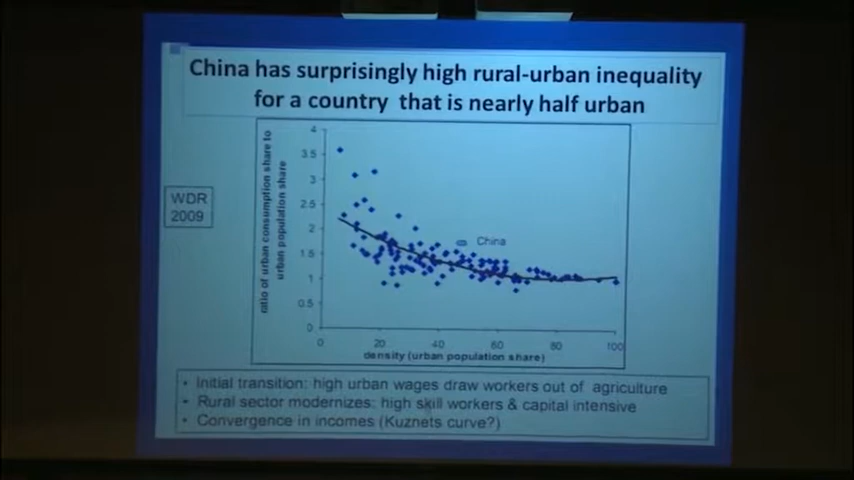 China has surprisingly high rural-urban inequality
for a country that is nearly half urban
WDR
2009
ratio of urban consumption share to
urban population share
4
3.5
3
2.5
2
1.5
1
0.5
0
China
0 20 40 60 80 100
density (urban population share)
• Initial transition: high urban wages draw workers out of agriculture
• Rural sector modernizes: high skill workers & capital intensive
• Convergence in incomes (Kuznets curve?)